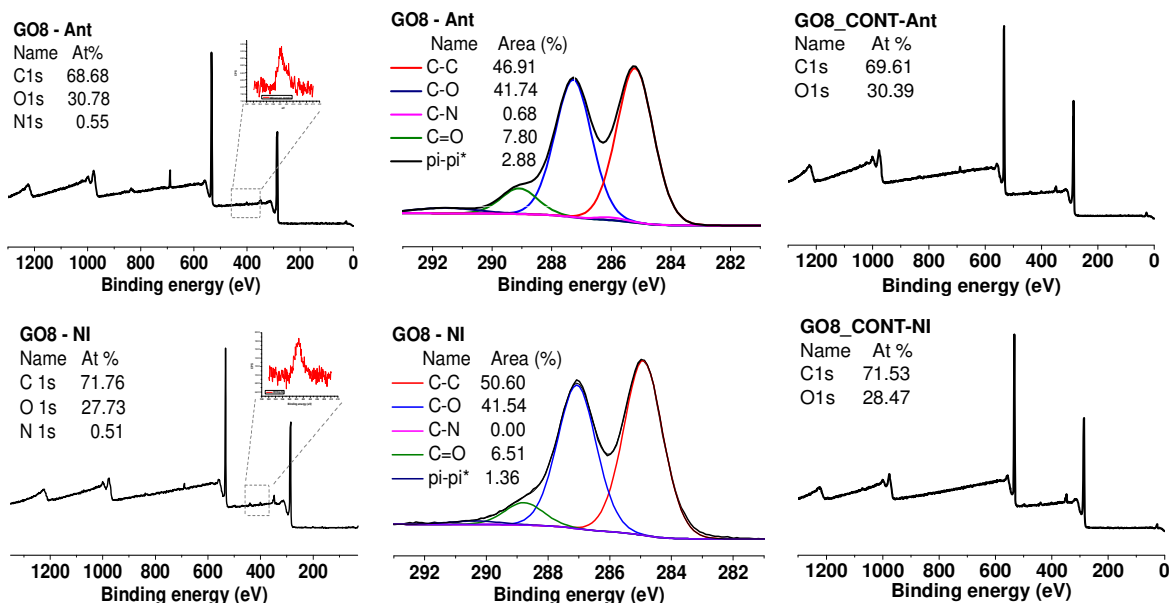 GO8 - Ant
Name At%
C1s 68.68
O1s 30.78
N1s 0.55
1200 1000 800 600 400 200 0
Binding energy (eV)
GO8 - Ant
Name Area (%)
C-C 46.91
C-O 41.74
C-N 0.68
C=O 7.80
pi-pi* 2.88
292 290 288 286 284 282
Binding energy (eV)
GO8_CONT-Ant
Name At %
C1s 69.61
O1s 30.39
1200 1000 800 600 400 200 0
Binding energy (eV)
GO8 - NI
Name At %
C 1s 71.76
O 1s 27.73
N 1s 0.51
1200 1000 800 600 400 200
Binding energy (eV)
GO8 - NI
Name Area (%)
C-C 50.60
C-O 41.54
C-N 0.00
C=O 6.51
pi-pi* 1.36
292 290 288 286 284 282
Binding energy (eV)
GO8_CONT-NI
Name At %
C1s 71.53
O1s 28.47
1200 1000 800 600 400 200 0
Binding energy (eV)